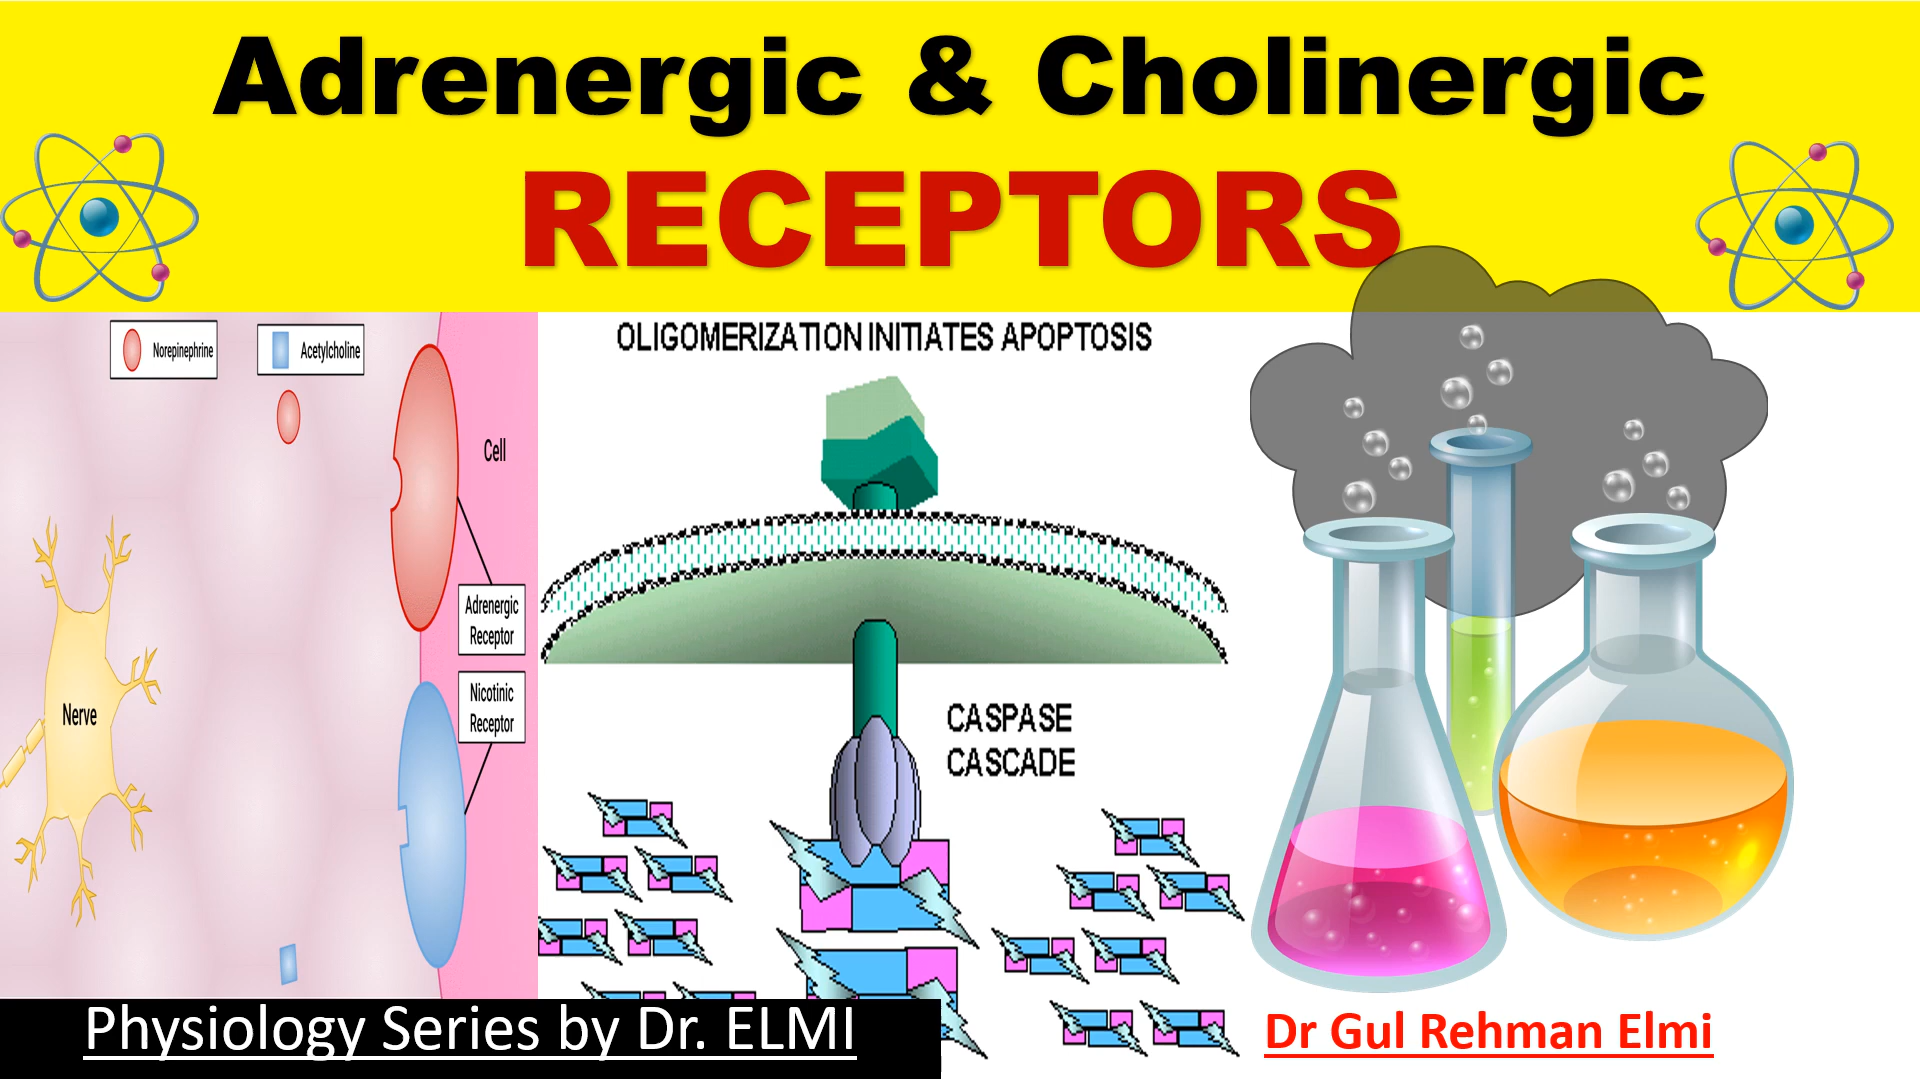 Adrenergic & Cholinergic
RECEPTORS
Norepinephrine
Acetylcholine
Cell
Adrenergic
Receptor
Nicotinic
Receptor
Nerve
OLIGOMERIZATION INITIATES APOPTOSIS
CASPASE
CASCADE
Physiology Series by Dr. ELMI
Dr Gul Rehman Elmi